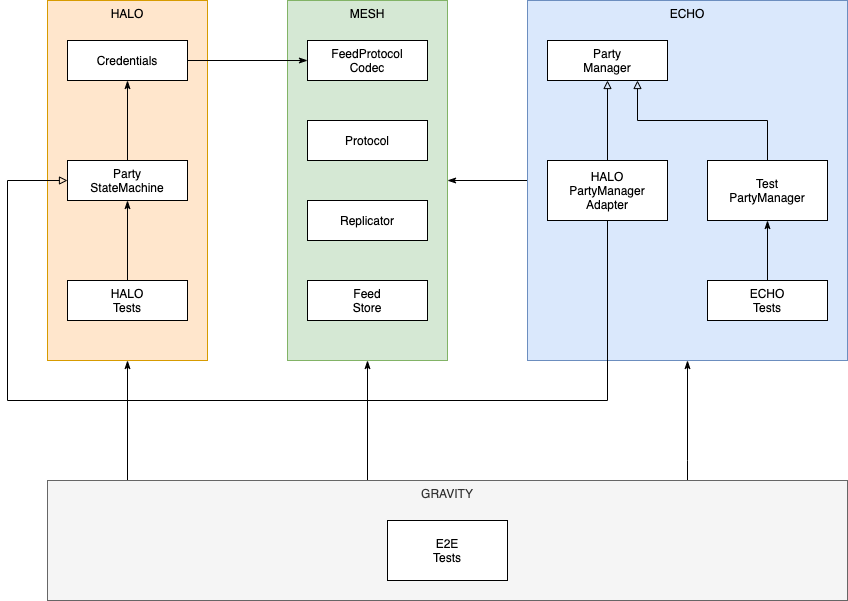 HALO
Credentials
Party
StateMachine
HALO
Tests
MESH
FeedProtocol
Codec
Protocol
Replicator
Feed
Store
ECHO
Party
Manager
HALO
PartyManager
Adapter
Test
PartyManager
ECHO
Tests
GRAVITY
E2E
Tests